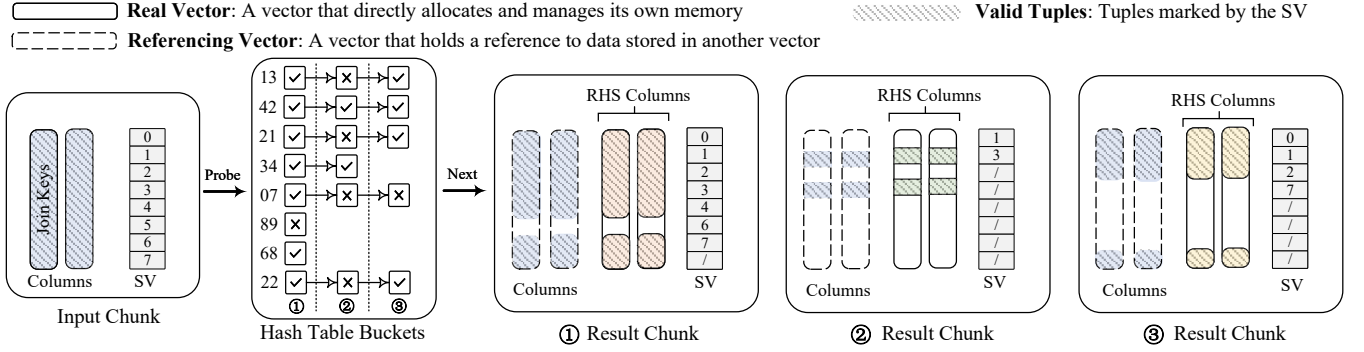 Real Vector: A vector that directly allocates and manages its own memory
Valid Tuples: Tuples marked by the SV
Referencing Vector: A vector that holds a reference to data stored in another vector
Join Keys
0
1
2
3
4
5
6
7
Columns
SV
Input Chunk
Probe
13
42
21
34
07
89
68
22
① ② ③
Hash Table Buckets
Next
RHS Columns
0
1
2
3
4
6
7
/
Columns
SV
① Result Chunk
RHS Columns
1
3
/
/
/
/
/
/
Columns
SV
② Result Chunk
RHS Columns
0
1
2
7
/
/
/
/
Columns
SV
③ Result Chunk